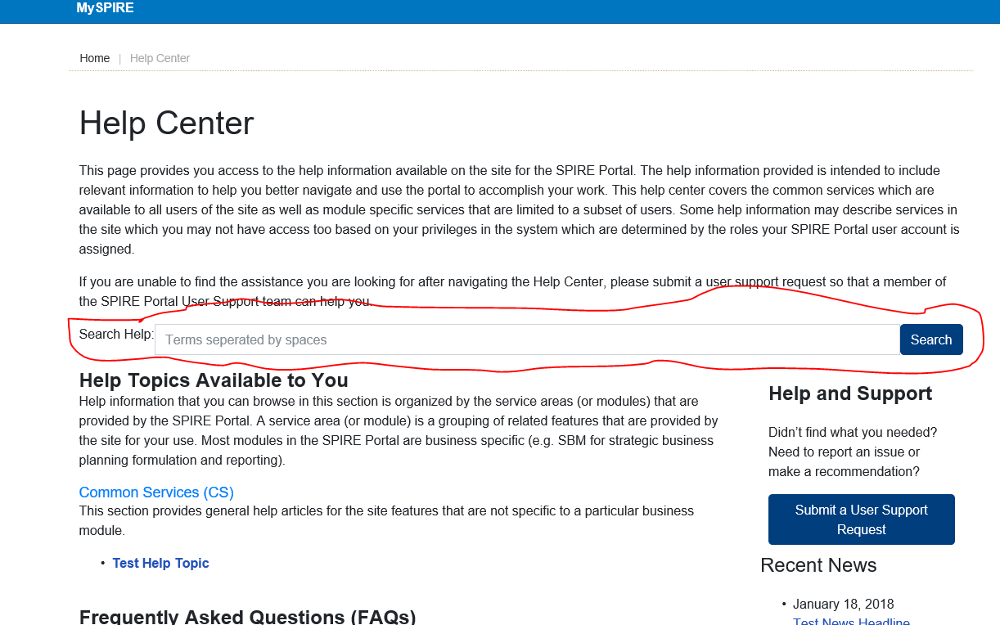 MySPIRE
Home | Help Center
Help Center
This page provides you access to the help information available on the site for the SPIRE Portal. The help information provided is intended to include
relevant information to help you better navigate and use the portal to accomplish your work. This help center covers the common services which are
available to all users of the site as well as module specific services that are limited to a subset of users. Some help information may describe services in
the site which you may not have access too based on your privileges in the system which are determined by the roles your SPIRE Portal user account is
assigned.
If you are unable to find the assistance you are looking for after navigating the Help Center, please submit a user support request so that a member of
the SPIRE Portal User Support team can help you.
Search Help: Terms seperated by spaces Search
Help Topics Available to You
Help information that you can browse in this section is organized by the service areas (or modules) that are
provided by the SPIRE Portal. A service area (or module) is a grouping of related features that are provided by
the site for your use. Most modules in the SPIRE Portal are business specific (e.g. SBM for strategic business
planning formulation and reporting).
Common Services (CS)
This section provides general help articles for the site features that are not specific to a particular business
module.
• Test Help Topic
Frequently Asked Questions (FAQs)
Help and Support
Didn’t find what you needed?
Need to report an issue or
make a recommendation?
Submit a User Support
Request
Recent News
• January 18, 2018
Test News Headline